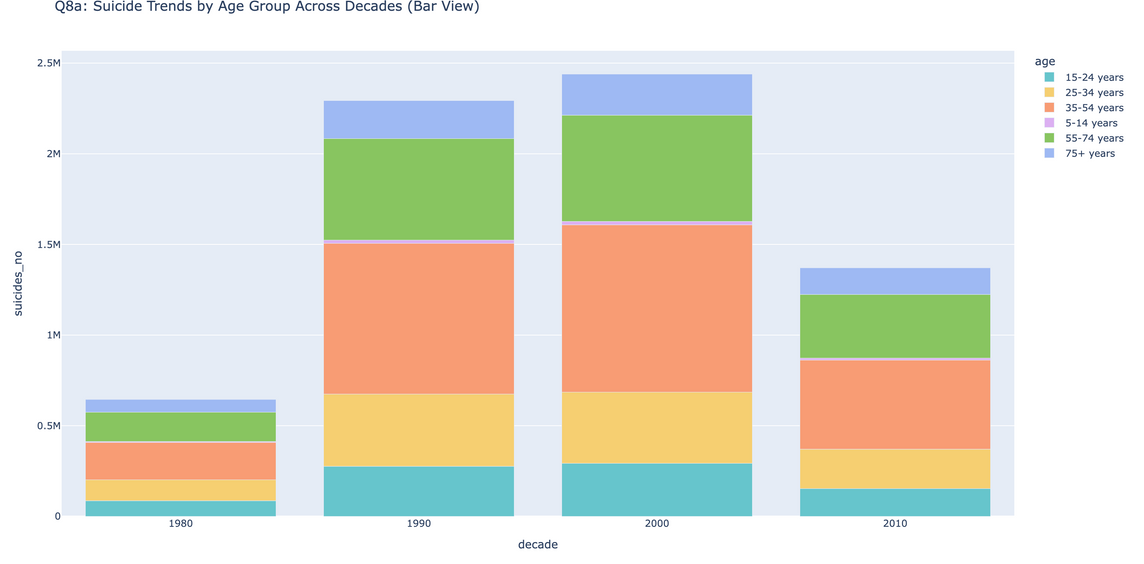 Q8a: Suicide Trends by Age Group Across Decades (Bar View)
2.5M
2M
1.5M
1M
0.5M
0
suicides_no
1980
1990
2000
2010
decade
age
15-24 years
25-34 years
35-54 years
5-14 years
55-74 years
75+ years